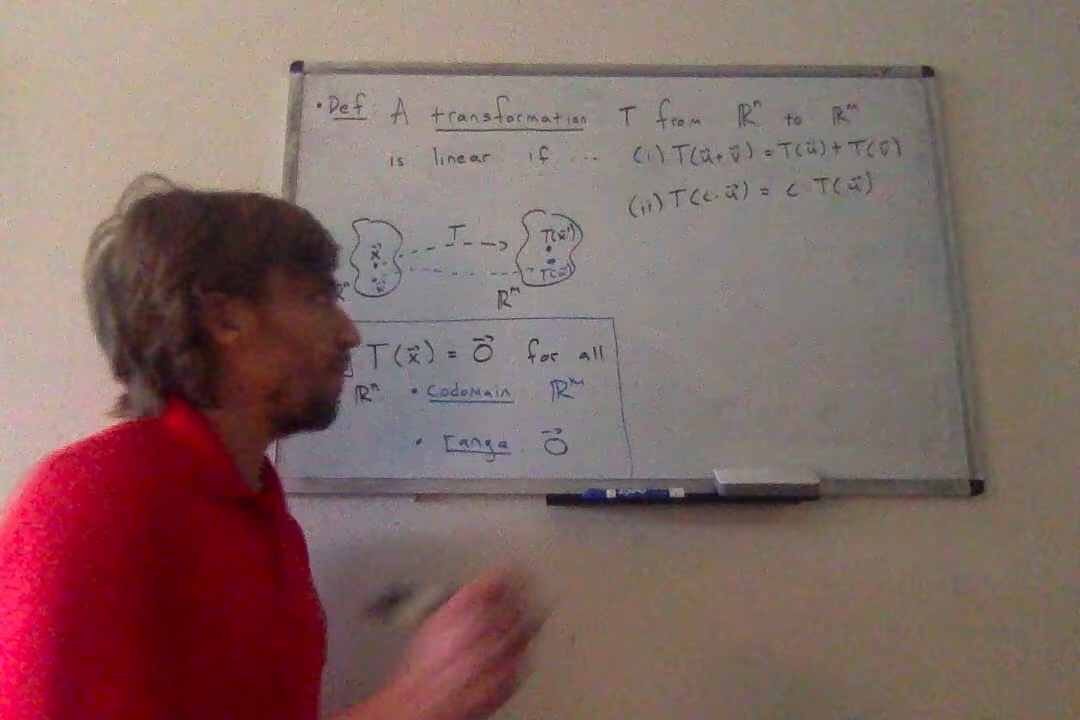 • Def: A transformation T from ℝⁿ to ℝᵐ
is linear if ... (i) T(u⃗+v⃗) = T(u⃗) + T(v⃗)
(ii) T(c·u⃗) = c T(u⃗)
T
x⃗
T(x⃗)
T(u⃗)
ℝᵐ
T(x⃗) = 0⃗ for all
ℝⁿ • Codomain ℝᵐ
• range. 0⃗